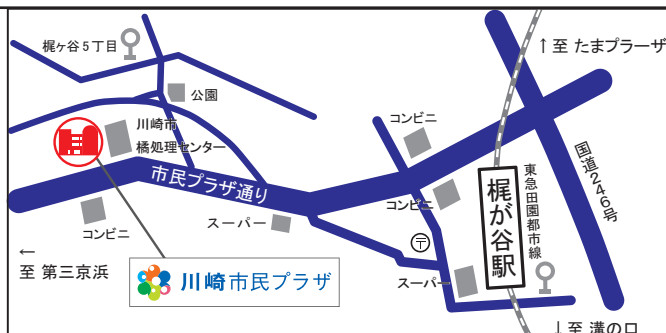 梶ヶ谷5丁目
↑至 たまプラーザ
公園
川崎市
橘処理センター
コンビニ
国道246号
東急田園都市線
市民プラザ通り
コンビニ
梶が谷駅
コンビニ
スーパー
〒
←
至 第三京浜
川崎市民プラザ
スーパー
↓至 溝の口